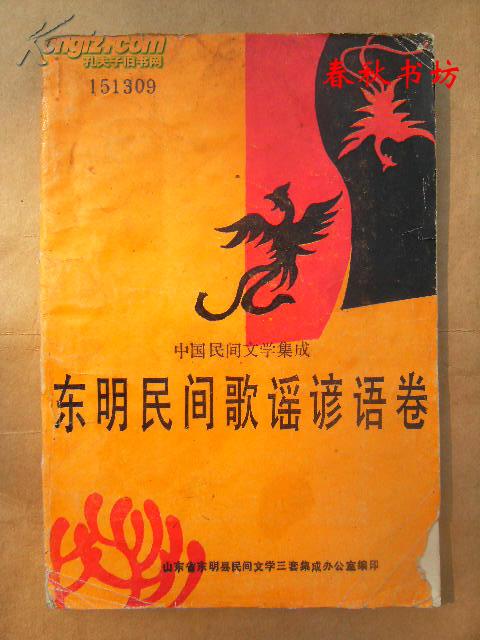 Kongfz.com
孔夫子旧书网
春秋书坊
151309
中国民间文学集成
东明民间歌谣谚语卷
山东省东明县民间文学三套集成办公室编印